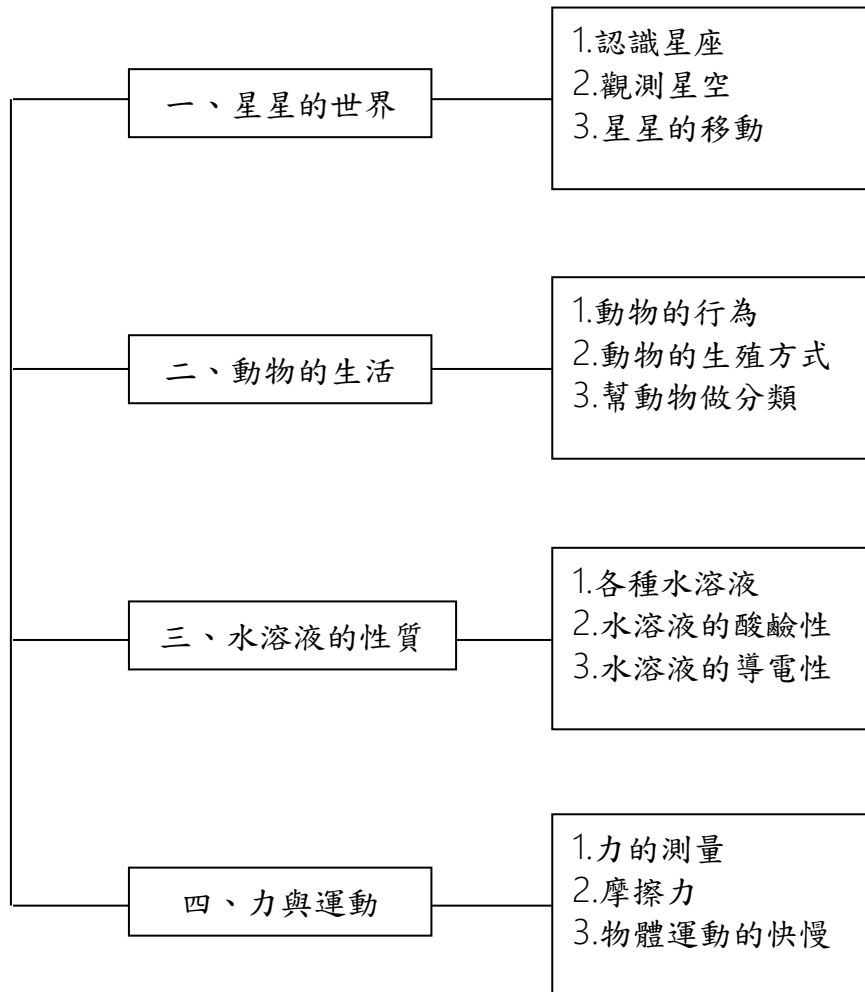 一、星星的世界
1.認識星座
2.觀測星空
3.星星的移動
二、動物的生活
1.動物的行為
2.動物的生殖方式
3.幫動物做分類
三、水溶液的性質
1.各種水溶液
2.水溶液的酸鹼性
3.水溶液的導電性
四、力與運動
1.力的測量
2.摩擦力
3.物體運動的快慢